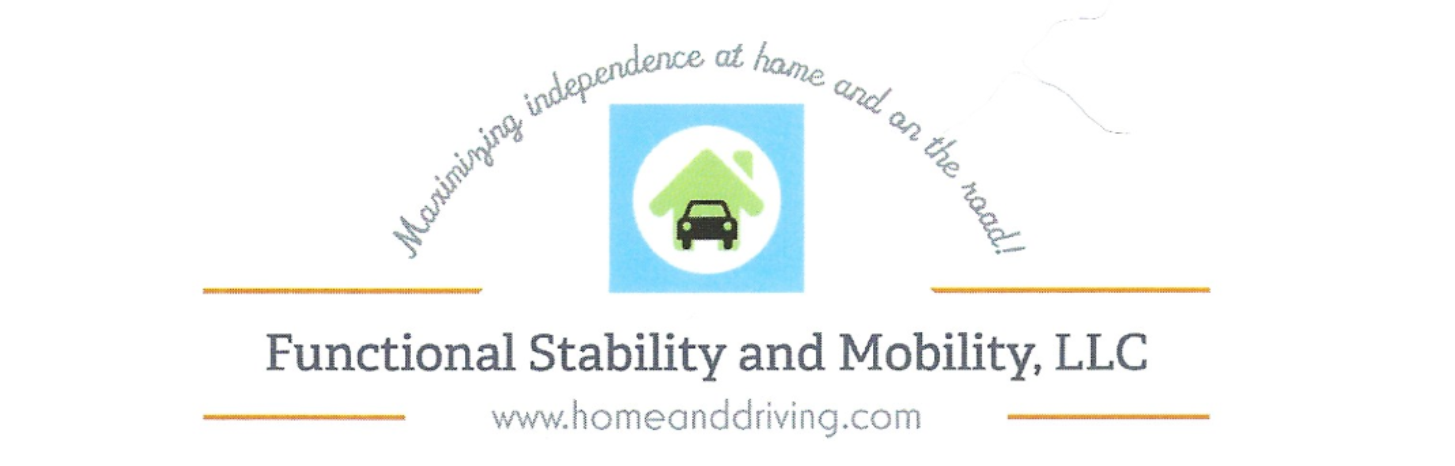 Maximizing independence at home and on the road!
Functional Stability and Mobility, LLC
www.homeanddriving.com